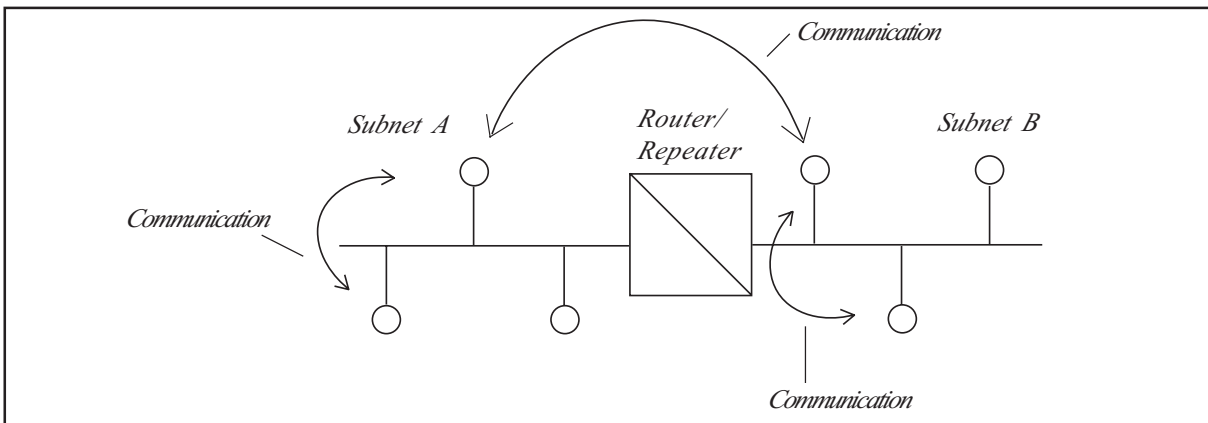 Communication
Subnet A
Router/
Repeater
Subnet B
Communication
Communication